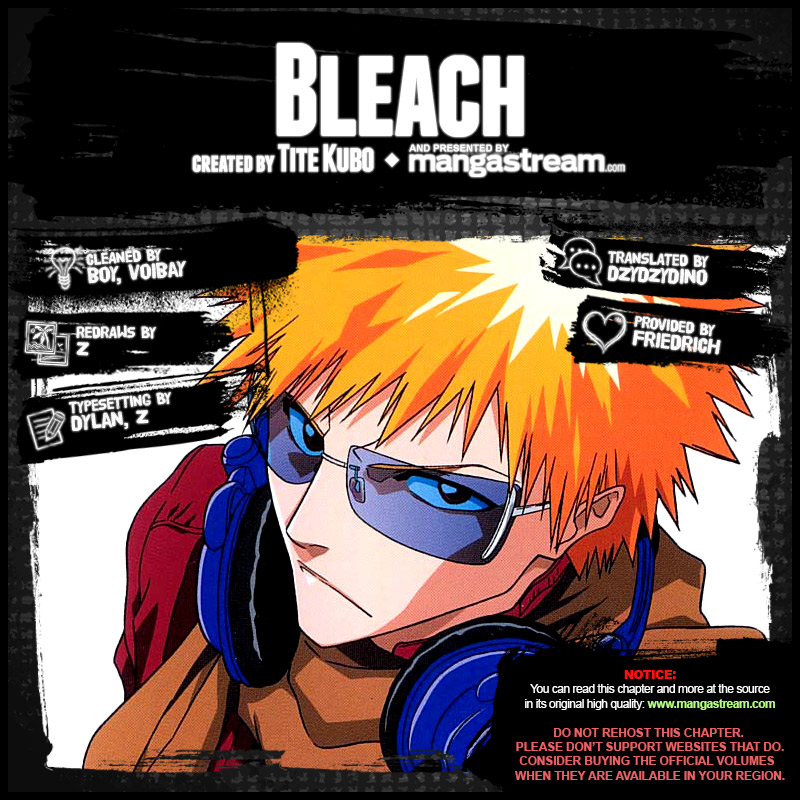 BLEACH
CREATED BY TITE KUBO ◆ AND PRESENTED BY mangastream.com
CLEANED BY
BOY, VOIBAY
REDRAWS BY
Z
TYPESETTING BY
DYLAN, Z
TRANSLATED BY
DZYDZYDINO
PROVIDED BY
FRIEDRICH
NOTICE:
You can read this chapter and more at the source
in its original high quality: www.mangastream.com
DO NOT REHOST THIS CHAPTER.
PLEASE DON'T SUPPORT WEBSITES THAT DO.
CONSIDER BUYING THE OFFICIAL VOLUMES
WHEN THEY ARE AVAILABLE IN YOUR REGION.